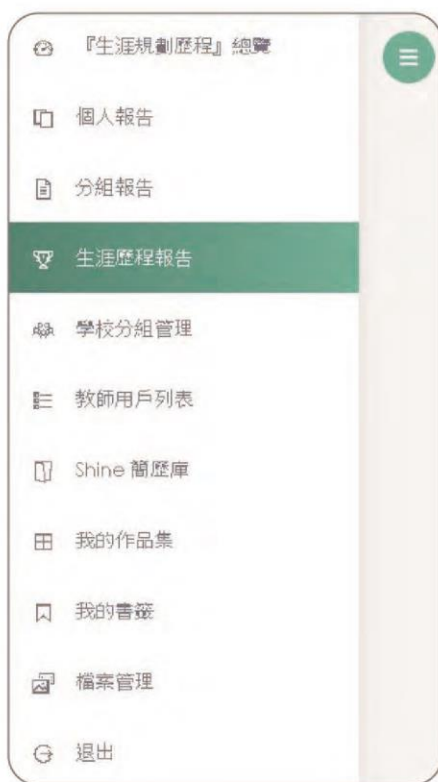 『生涯規劃歷程』總覽
個人報告
分組報告
生涯歷程報告
學校分組管理
教師用戶列表
Shine 簡歷庫
我的作品集
我的書籤
檔案管理
退出